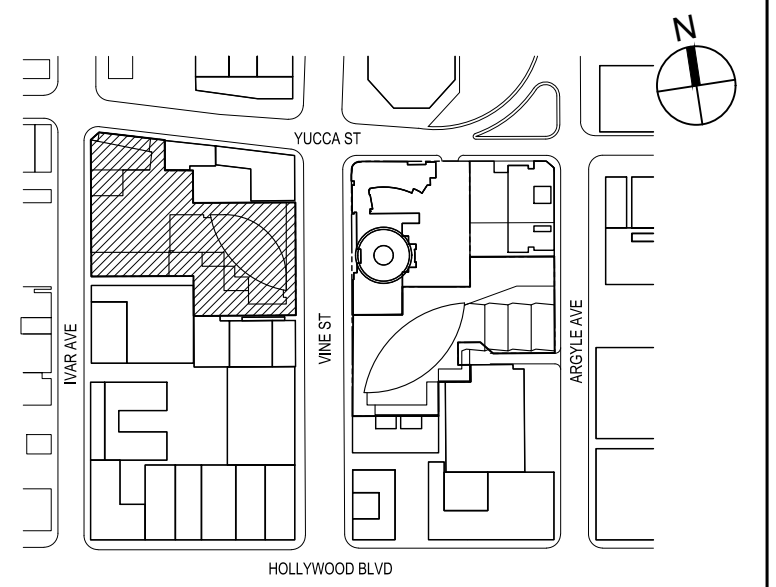 N
YUCCA ST
IVAR AVE
VINE ST
ARGYLE AVE
HOLLYWOOD BLVD